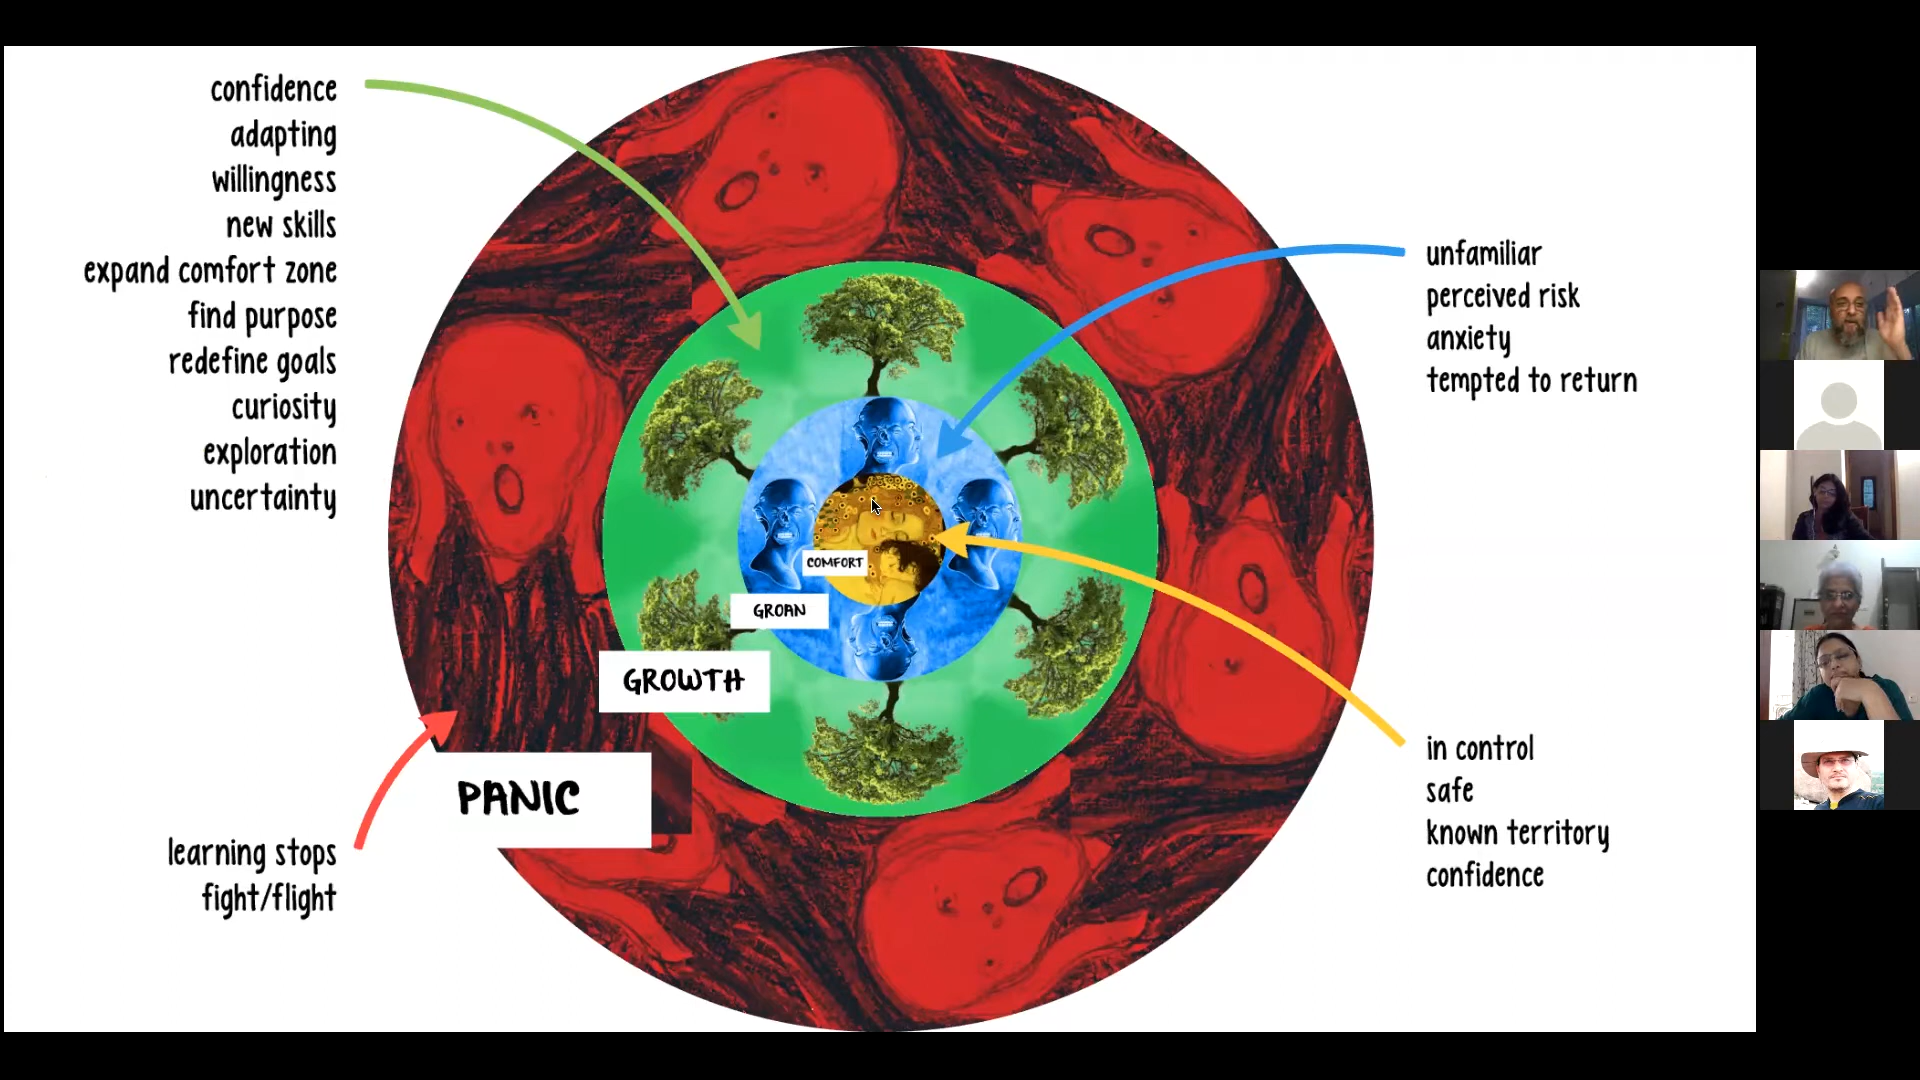 confidence
adapting
willingness
new skills
expand comfort zone
find purpose
redefine goals
curiosity
exploration
uncertainty
unfamiliar
perceived risk
anxiety
tempted to return
COMFORT
GROAN
GROWTH
PANIC
in control
safe
known territory
confidence
learning stops
fight/flight